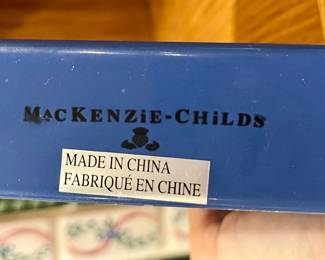 MACKENZIE-CHILDS
MADE IN CHINA
FABRIQUÉ EN CHINE